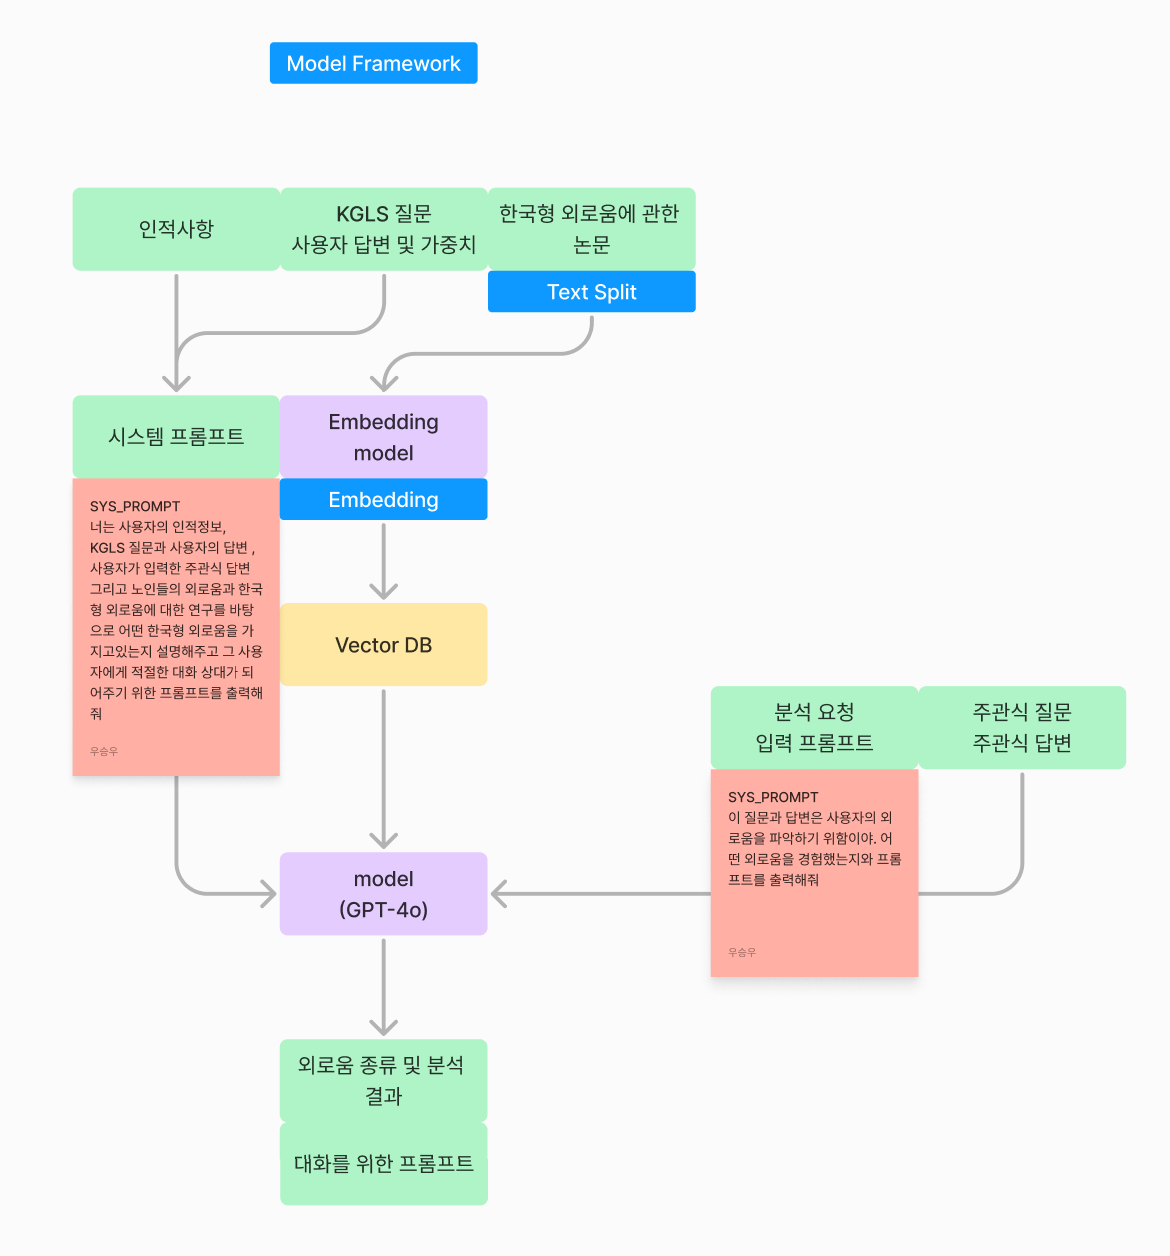 Model Framework
인적사항
KGLS 질문
사용자 답변 및 가중치
한국형 외로움에 관한
논문
Text Split
시스템 프롬프트
Embedding
model
Embedding
SYS_PROMPT
너는 사용자의 인적정보,
KGLS 질문과 사용자의 답변 ,
사용자가 입력한 주관식 답변
그리고 노인들의 외로움과 한국
형 외로움에 대한 연구를 바탕
으로 어떤 한국형 외로움을 가
지고있는지 설명해주고 그 사용
자에게 적절한 대화 상대가 되
어주기 위한 프롬프트를 출력해
줘
우승우
Vector DB
분석 요청
입력 프롬프트
주관식 질문
주관식 답변
SYS_PROMPT
이 질문과 답변은 사용자의 외
로움을 파악하기 위함이야. 어
떤 외로움을 경험했는지와 프롬
프트를 출력해줘
우승우
model
(GPT-4o)
외로움 종류 및 분석
결과
대화를 위한 프롬프트